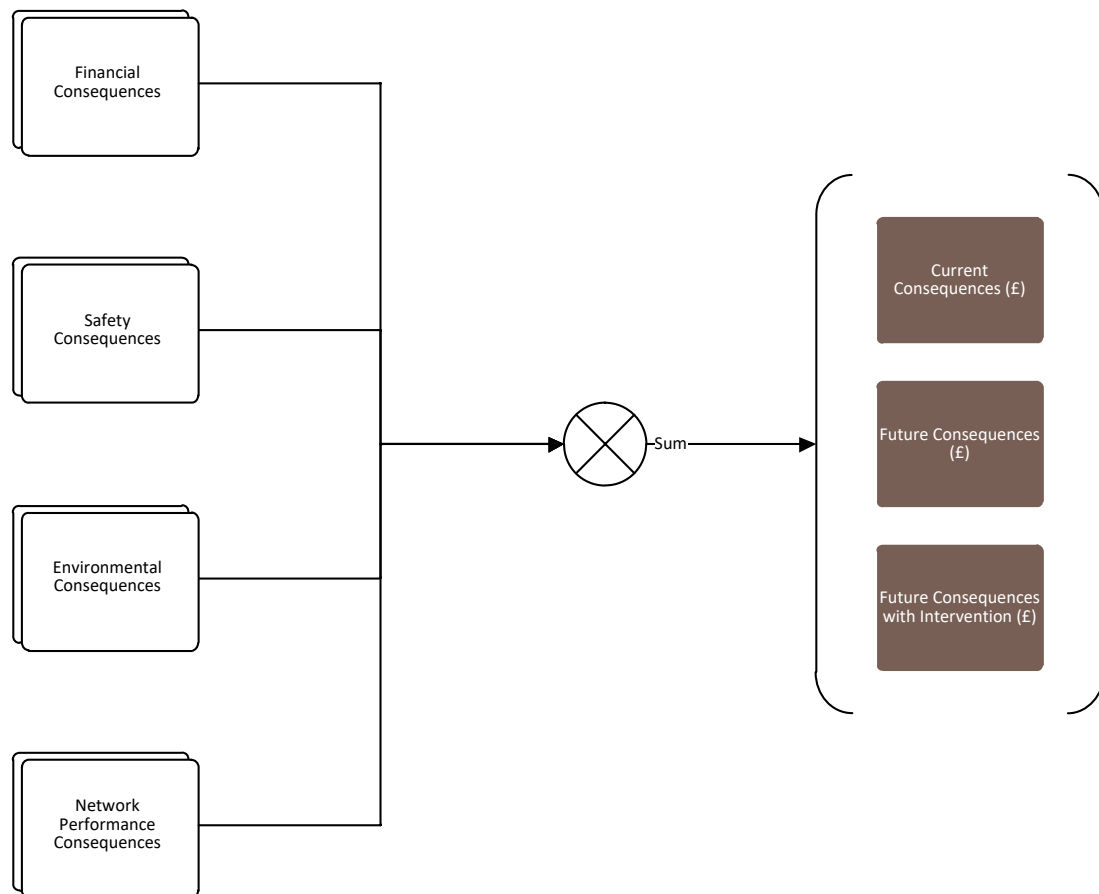 Financial
Consequences
Safety
Consequences
Environmental
Consequences
Network
Performance
Consequences
Sum
Current
Consequences (£)
Future Consequences
(£)
Future Consequences
with Intervention (£)